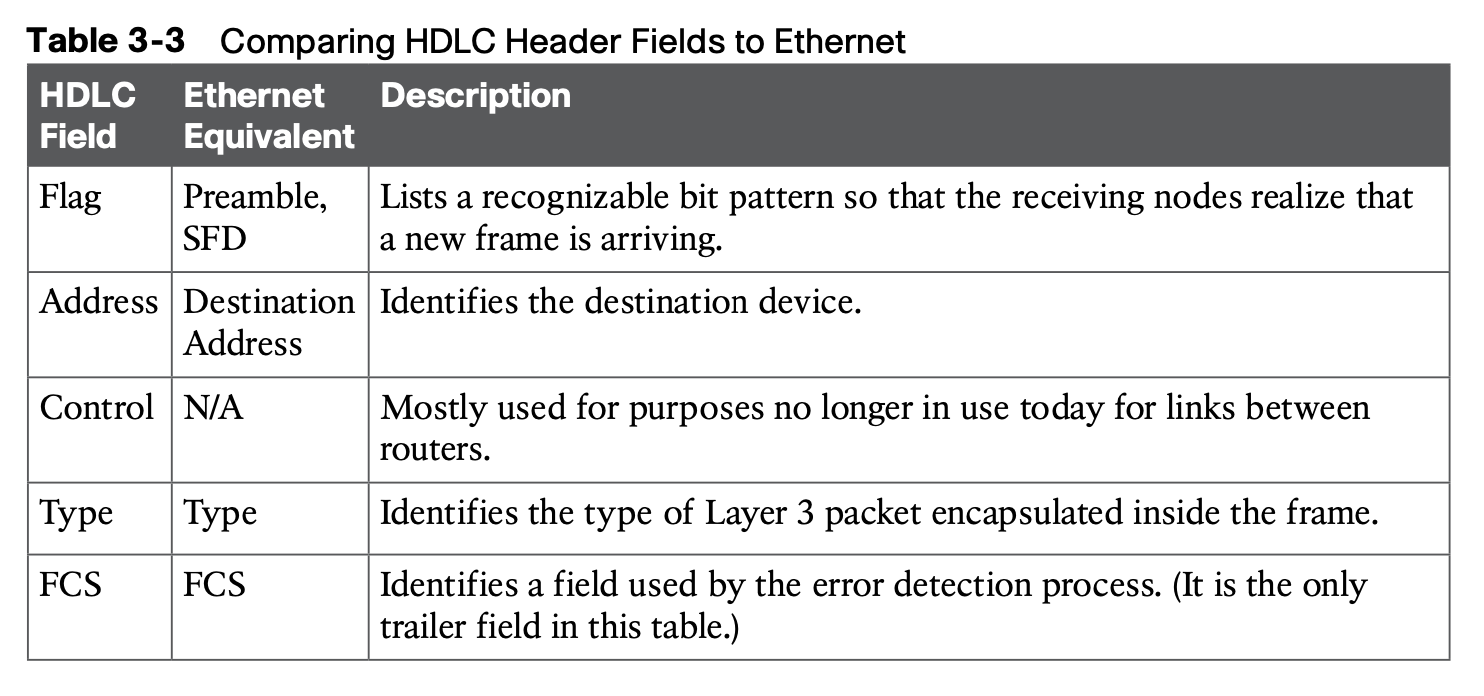 Table 3-3 Comparing HDLC Header Fields to Ethernet
HDLC Field
Ethernet Equivalent
Description
Flag
Preamble,
SFD
Lists a recognizable bit pattern so that the receiving nodes realize that
a new frame is arriving.
Address
Destination
Address
Identifies the destination device.
Control
N/A
Mostly used for purposes no longer in use today for links between
routers.
Type
Type
Identifies the type of Layer 3 packet encapsulated inside the frame.
FCS
FCS
Identifies a field used by the error detection process. (It is the only
trailer field in this table.)